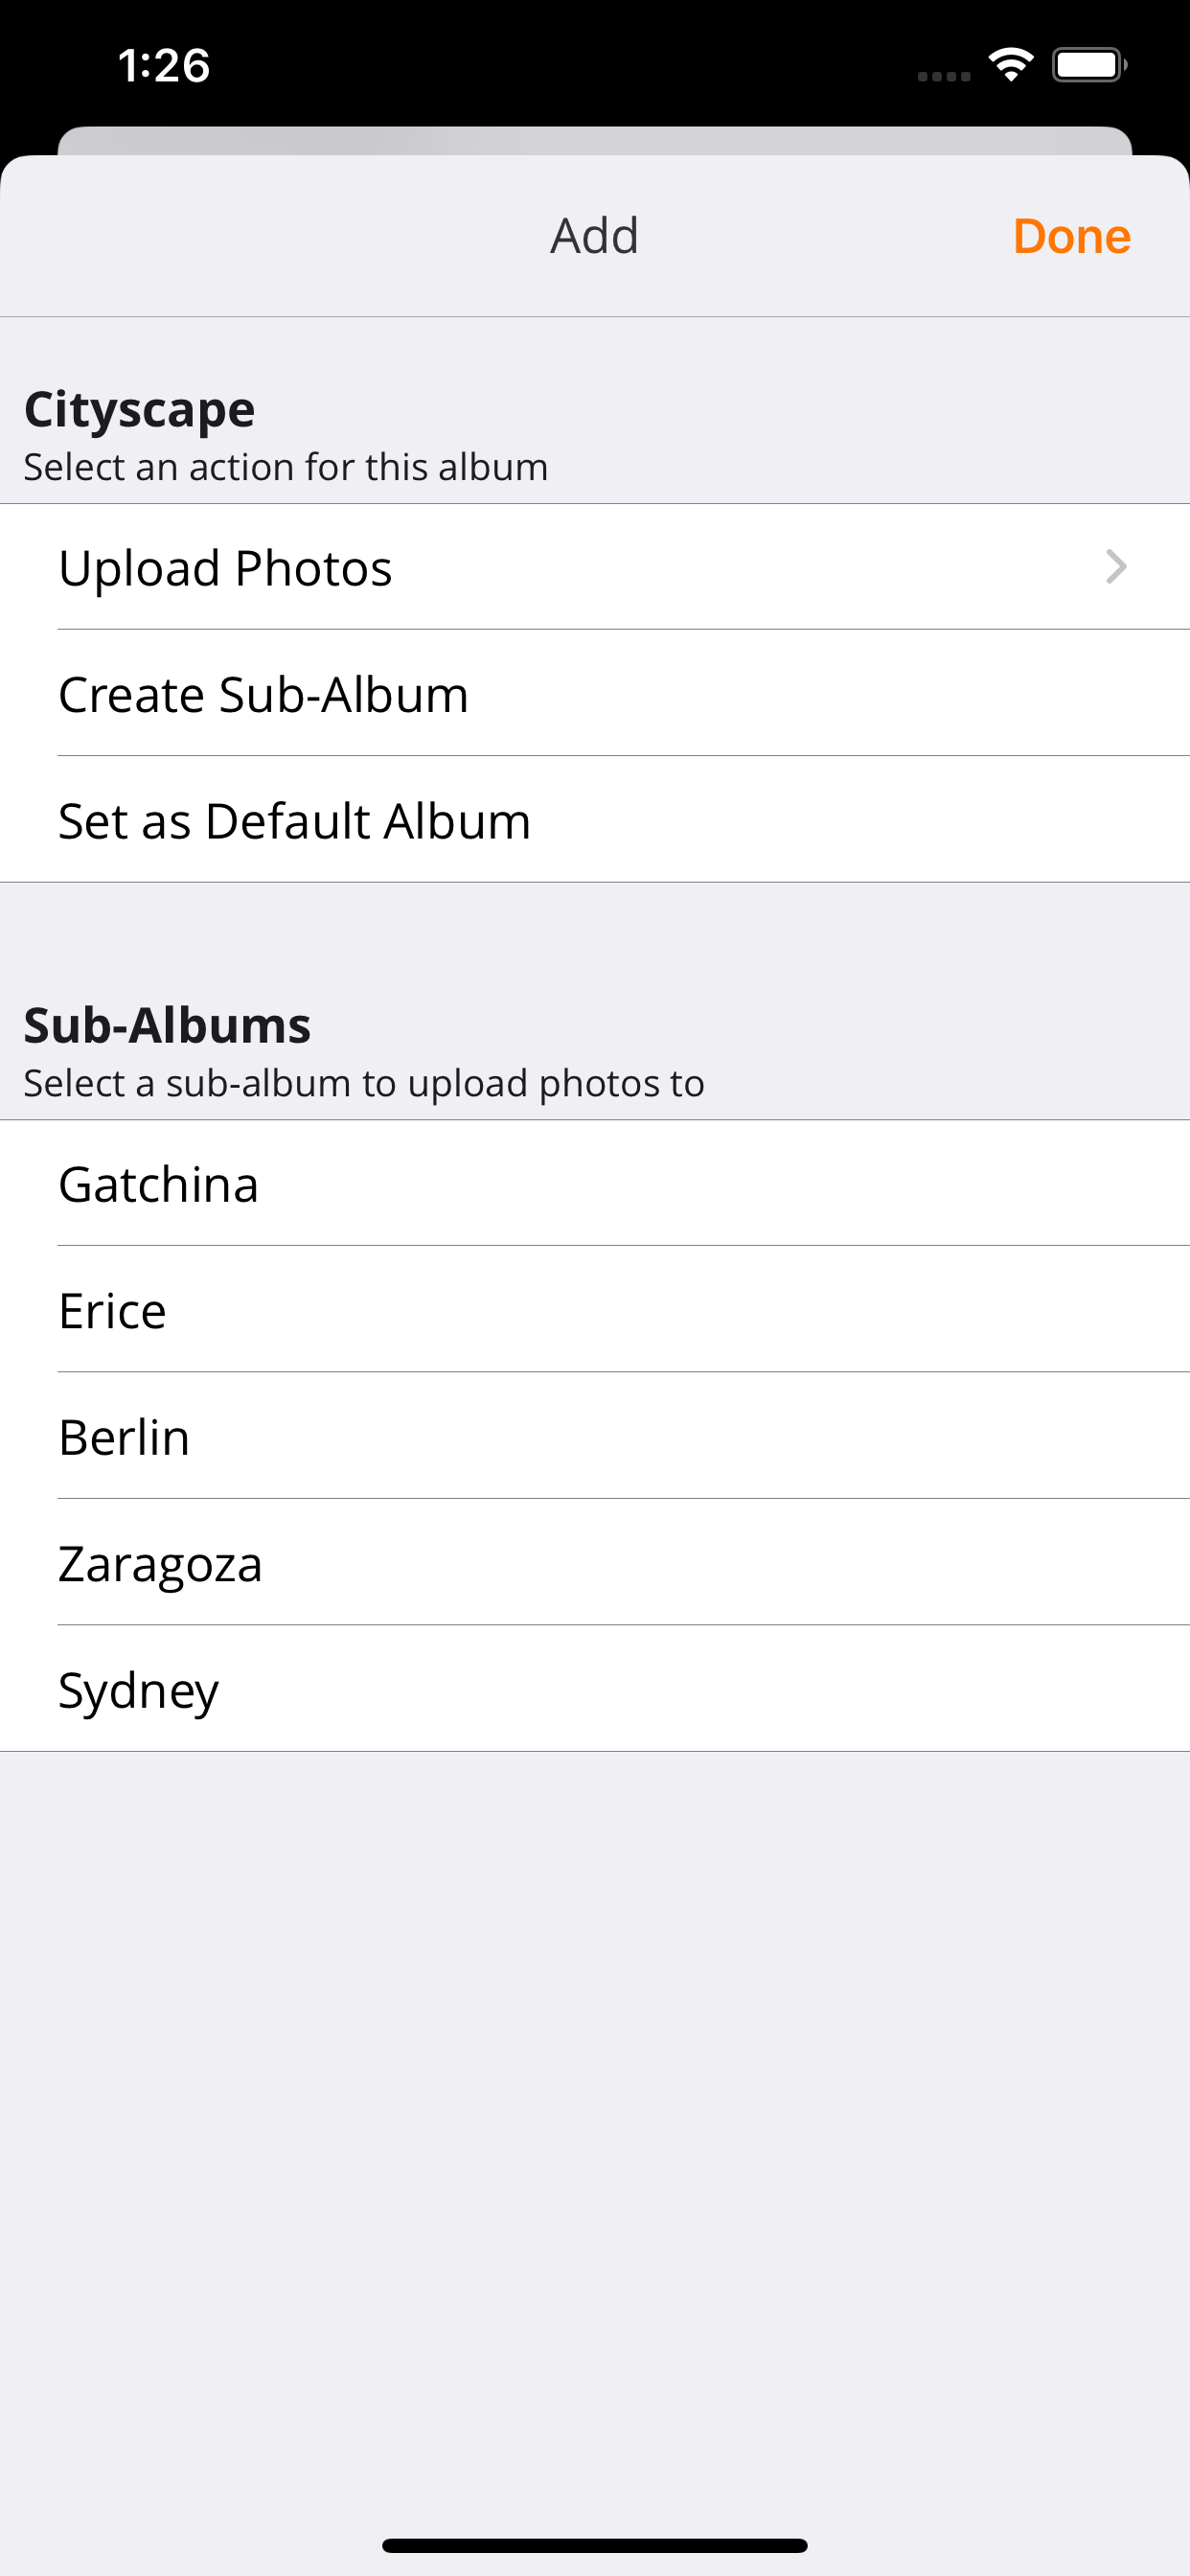 1:26
Add
Done
Cityscape
Select an action for this album
Upload Photos
Create Sub-Album
Set as Default Album
Sub-Albums
Select a sub-album to upload photos to
Gatchina
Erice
Berlin
Zaragoza
Sydney